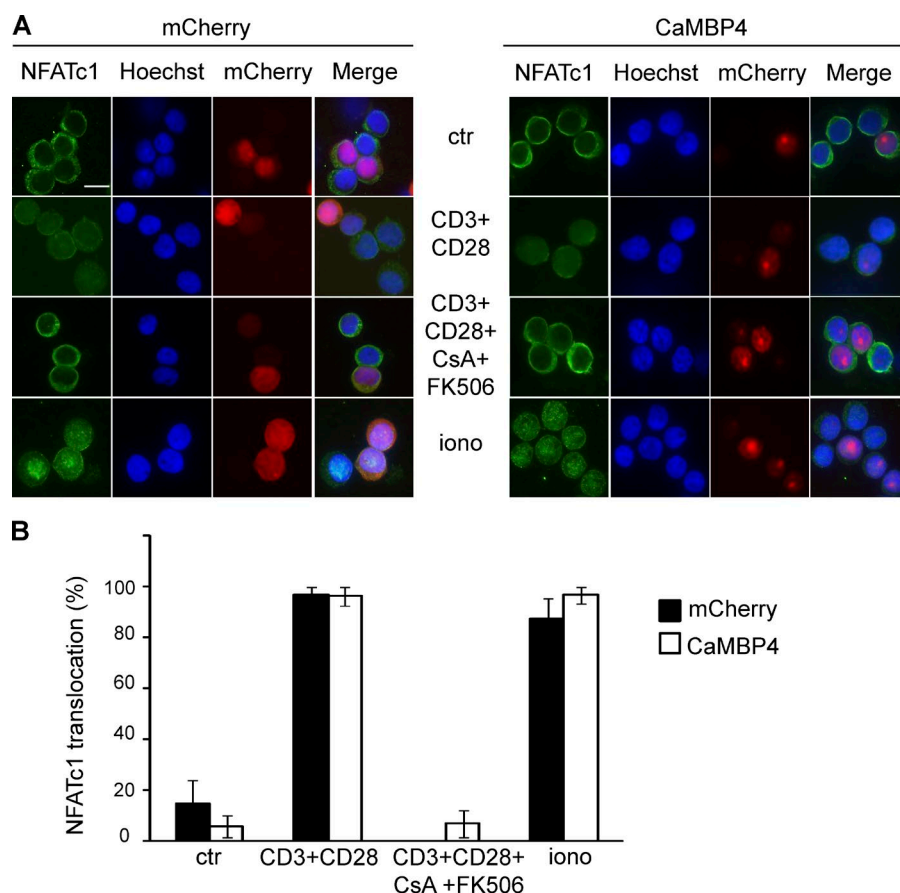 A
mCherry
CaMBP4
NFATc1 Hoechst mCherry Merge
NFATc1 Hoechst mCherry Merge
ctr
CD3+
CD28
CD3+
CD28+
CsA+
FK506
iono
B
NFATc1 translocation (%)
100
80
60
40
20
0
ctr
CD3+CD28
CD3+CD28+
CsA +FK506
iono
mCherry
CaMBP4